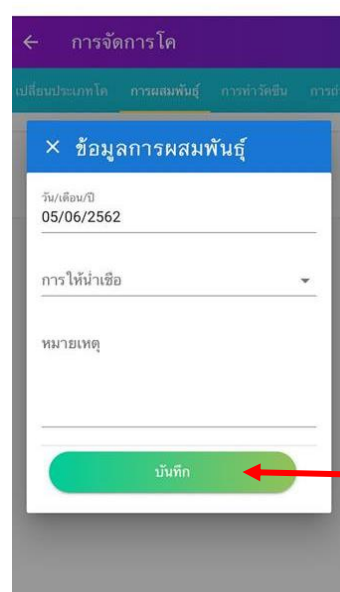 ← การจัดการโค
เปลี่ยนประเภทโค การผสมพันธุ์ การทำวัคซีน
× ข้อมูลการผสมพันธุ์
วัน/เดือน/ปี
05/06/2562
การให้น้ำเชื้อ
หมายเหตุ
บันทึก